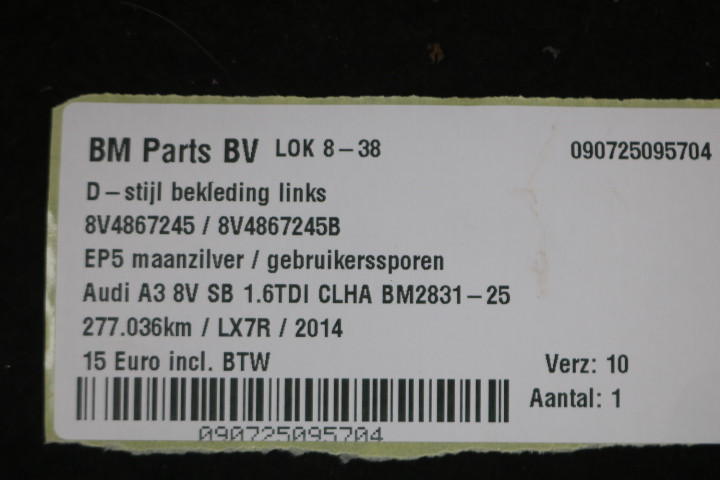 BM Parts BV LOK 8-38 090725095704
D-stijl bekleding links
8V4867245 / 8V4867245B
EP5 maanzilver / gebruikerssporen
Audi A3 8V SB 1.6TDI CLHA BM2831-25
277.036km / LX7R / 2014
15 Euro incl. BTW Verz: 10
Aantal: 1
090725095704